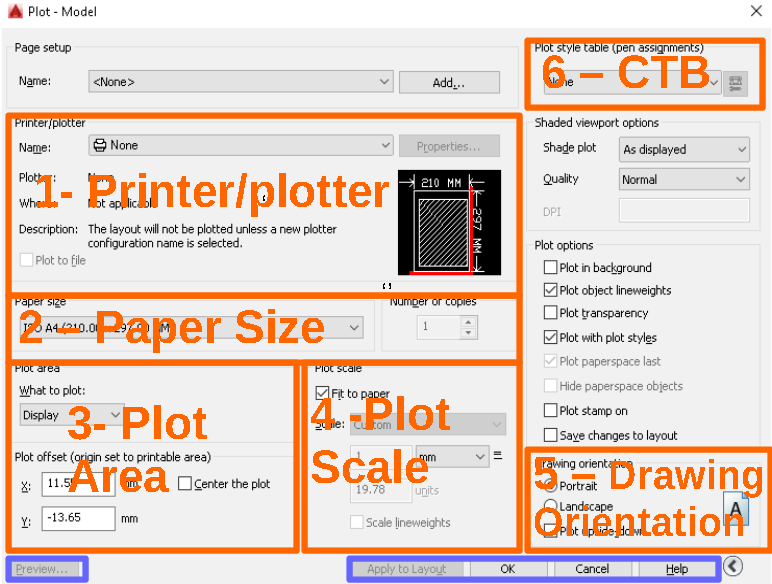 Plot - Model
Page setup
Name:
<None>
Add...
Plot style table (pen assignments)
6 – CTB
None
Printer/plotter
Name:
None
Properties...
Plotter:
None
1- Printer/plotter
Where:
Not applicable
Description:
The layout will not be plotted unless a new plotter
configuration name is selected.
Plot to file
210 MM
297 MM
Shaded viewport options
Shade plot
As displayed
Quality
Normal
DPI
Plot options
Plot in background
Plot object lineweights
Plot transparency
Plot with plot styles
Plot paperspace last
Hide paperspace objects
Plot stamp on
Save changes to layout
Paper size
2 – Paper Size
ISO A4 (210.00 297.00 MM)
Number of copies
1
Plot area
What to plot:
Display
3- Plot
Area
Plot offset (origin set to printable area)
X:
mm
Center the plot
Y:
-13.65
mm
Plot scale
Fit to paper
4 -Plot
Scale
Scale:
Custom
1
mm
=
19.78
units
Scale lineweights
Drawing orientation
5 – Drawing
Orientation
Portrait
Landscape
Plot upside-down
A
Preview...
Apply to Layout
OK
Cancel
Help